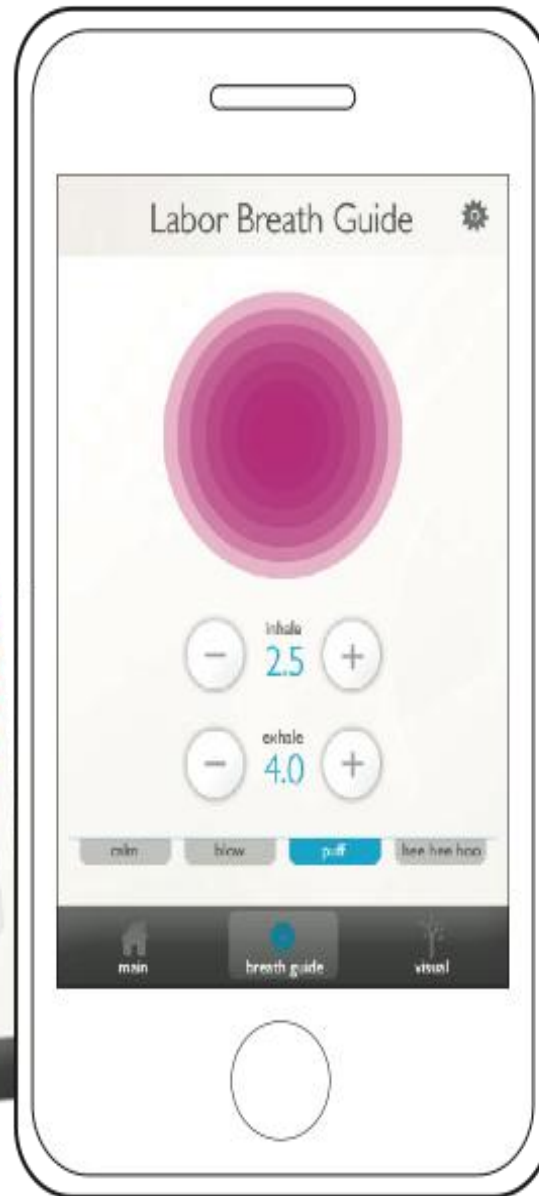 Labor Breath Guide
inhale
− 2.5 +
exhale
− 4.0 +
calm blow puff hee hee hoo
main breath guide visual